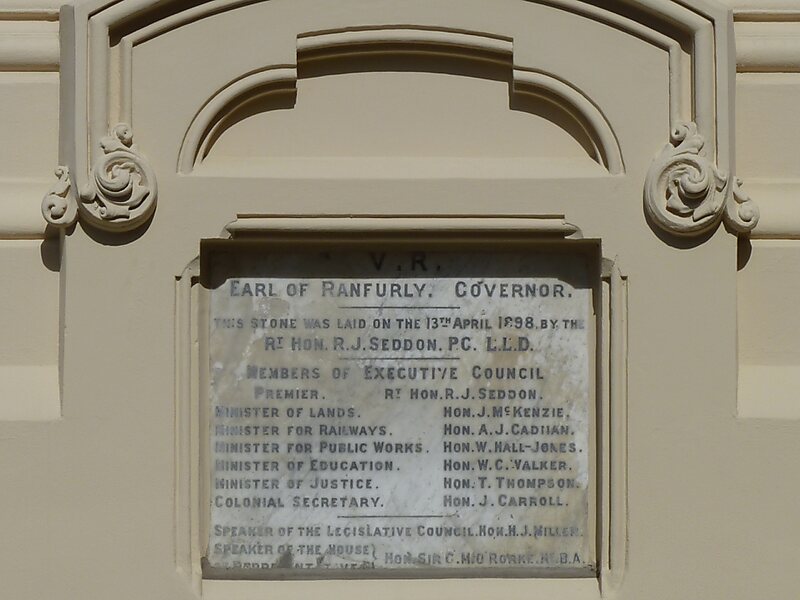 V.R.
EARL OF RANFURLY. GOVERNOR.
THIS STONE WAS LAID ON THE 13TH APRIL 1898, BY THE
RT HON. R.J. SEDDON. P.C. L.L.D.
MEMBERS OF EXECUTIVE COUNCIL
PREMIER. RT HON. R.J. SEDDON.
MINISTER OF LANDS. HON. J. McKENZIE.
MINISTER FOR RAILWAYS. HON. A.J. CADMAN.
MINISTER FOR PUBLIC WORKS. HON. W. HALL-JONES.
MINISTER OF EDUCATION. HON. W.C. WALKER.
MINISTER OF JUSTICE. HON. T. THOMPSON.
COLONIAL SECRETARY. HON. J. CARROLL.
SPEAKER OF THE LEGISLATIVE COUNCIL. HON. H.J. MILLER.
SPEAKER OF THE HOUSE
OF REPRESENTATIVES } HON. SIR G. M. O'RORKE. M.B.A.